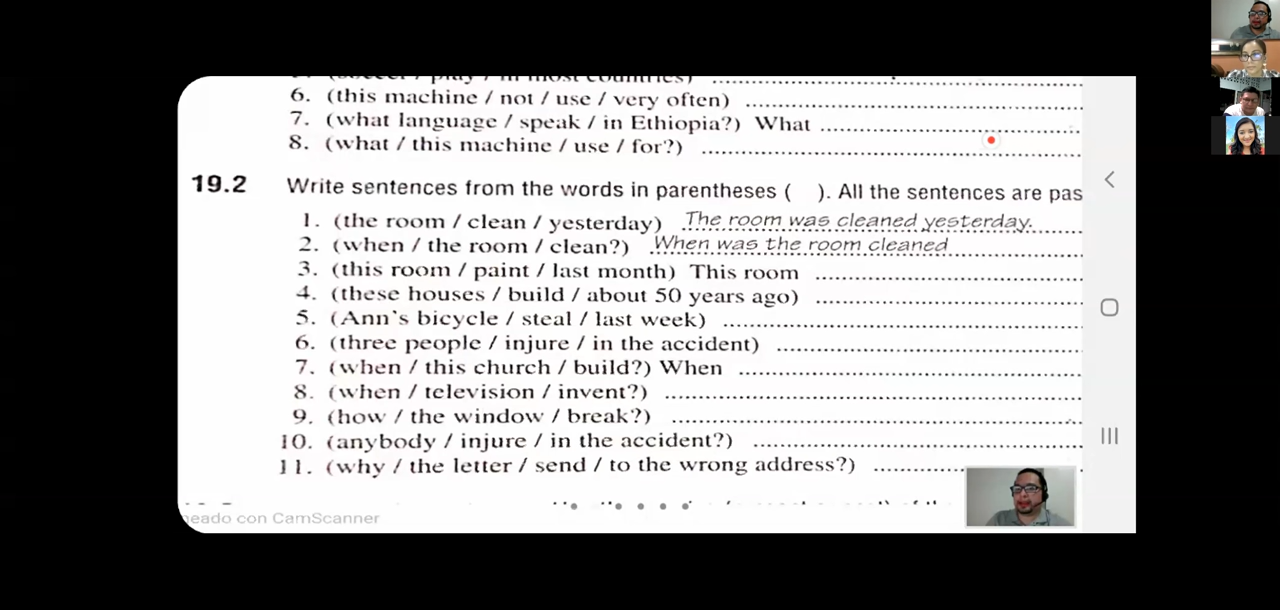 (soccer / play / in most countries) ........................
6. (this machine / not / use / very often) ........................
7. (what language / speak / in Ethiopia?) What ........................
8. (what / this machine / use / for?) ........................
19.2 Write sentences from the words in parentheses ( ). All the sentences are pas
1. (the room / clean / yesterday) The room was cleaned yesterday.
2. (when / the room / clean?) When was the room cleaned
3. (this room / paint / last month) This room ........................
4. (these houses / build / about 50 years ago) ........................
5. (Ann's bicycle / steal / last week) ........................
6. (three people / injure / in the accident) ........................
7. (when / this church / build?) When ........................
8. (when / television / invent?) ........................
9. (how / the window / break?) ........................
10. (anybody / injure / in the accident?) ........................
11. (why / the letter / send / to the wrong address?) ............
neado con CamScanner